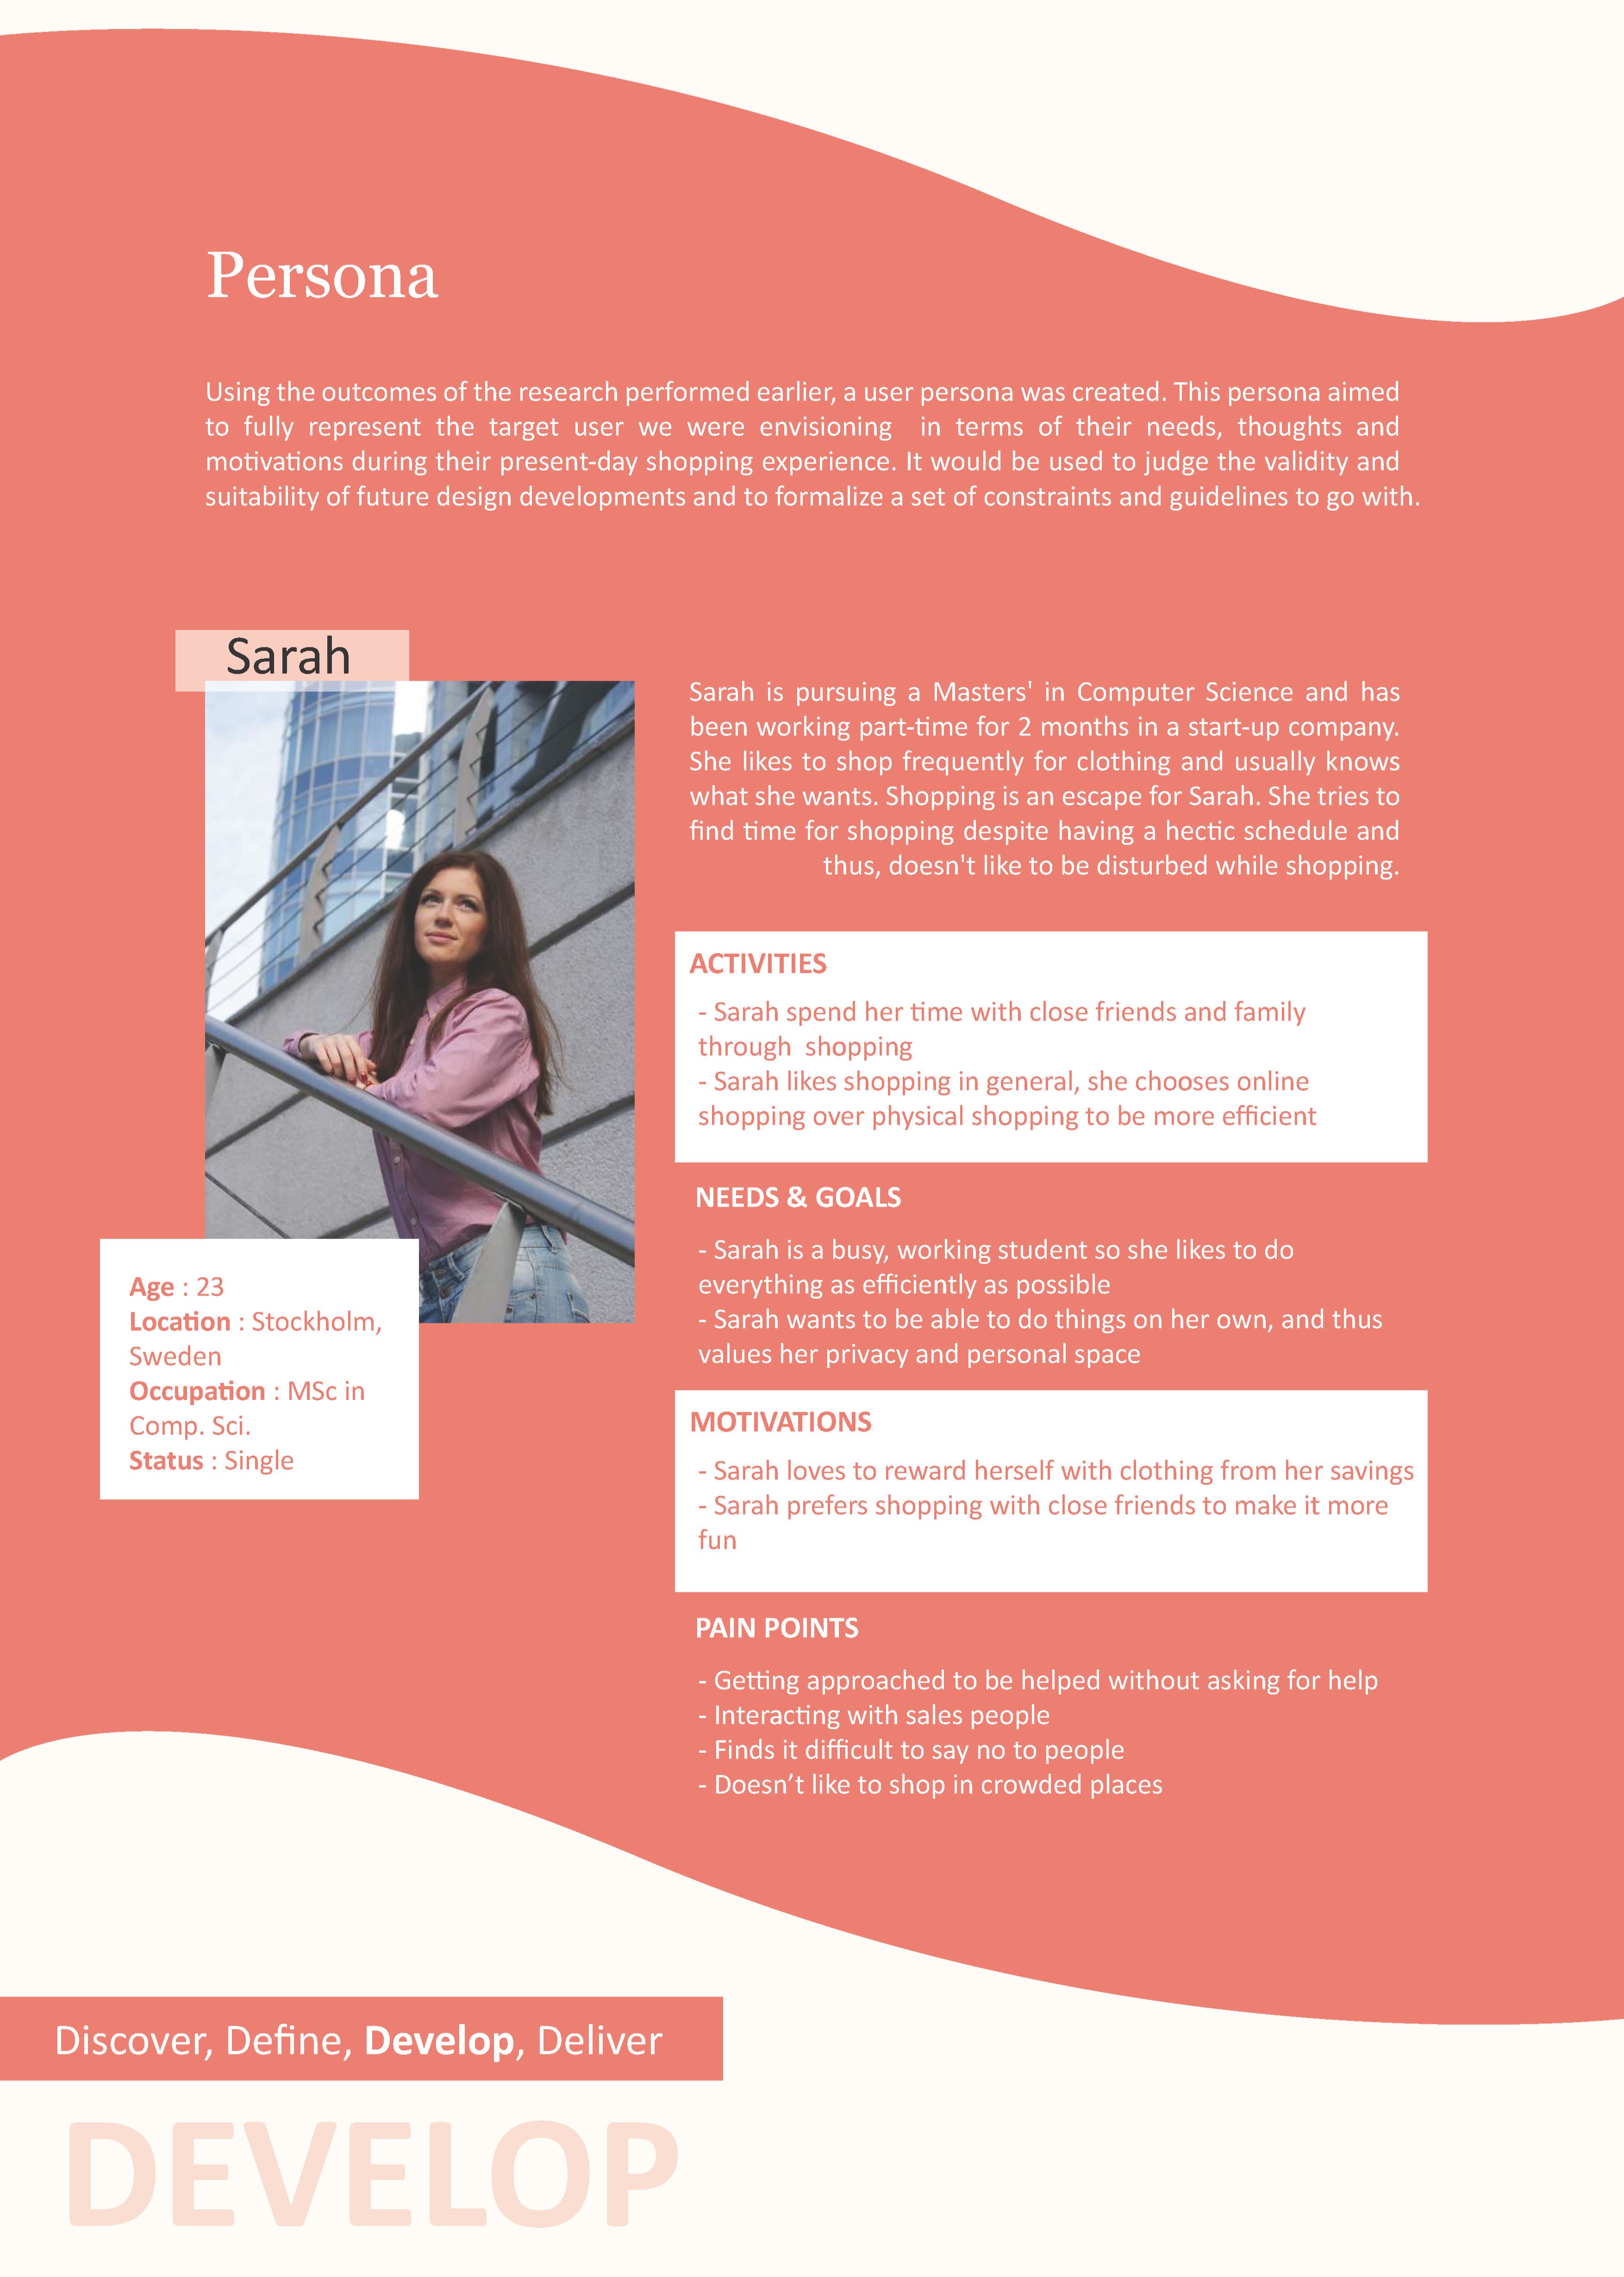 Persona
Using the outcomes of the research performed earlier, a user persona was created. This persona aimed
to fully represent the target user we were envisioning in terms of their needs, thoughts and
motivations during their present-day shopping experience. It would be used to judge the validity and
suitability of future design developments and to formalize a set of constraints and guidelines to go with.
Sarah
Sarah is pursuing a Masters' in Computer Science and has
been working part-time for 2 months in a start-up company.
She likes to shop frequently for clothing and usually knows
what she wants. Shopping is an escape for Sarah. She tries to
find time for shopping despite having a hectic schedule and
thus, doesn't like to be disturbed while shopping.
Age : 23
Location : Stockholm,
Sweden
Occupation : MSc in
Comp. Sci.
Status : Single
ACTIVITIES
- Sarah spend her time with close friends and family
through shopping
- Sarah likes shopping in general, she chooses online
shopping over physical shopping to be more efficient
NEEDS & GOALS
- Sarah is a busy, working student so she likes to do
everything as efficiently as possible
- Sarah wants to be able to do things on her own, and thus
values her privacy and personal space
MOTIVATIONS
- Sarah loves to reward herself with clothing from her savings
- Sarah prefers shopping with close friends to make it more
fun
PAIN POINTS
- Getting approached to be helped without asking for help
- Interacting with sales people
- Finds it difficult to say no to people
- Doesn’t like to shop in crowded places
Discover, Define, Develop, Deliver
DEVELOP